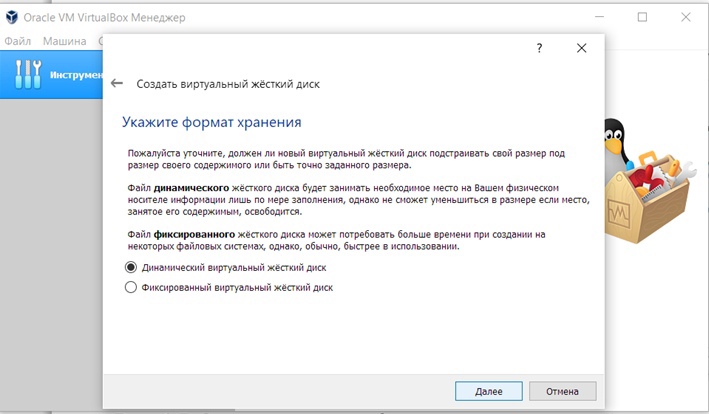 Oracle VM VirtualBox Менеджер
Файл Машина
Инструмен
?
Создать виртуальный жёсткий диск
Укажите формат хранения
Пожалуйста уточните, должен ли новый виртуальный жёсткий диск подстраивать свой размер под
размер своего содержимого или быть точно заданного размера.
Файл динамического жёсткого диска будет занимать необходимое место на Вашем физическом
носителе информации лишь по мере заполнения, однако не сможет уменьшиться в размере если место,
занятое его содержимым, освободится.
Файл фиксированного жёсткого диска может потребовать больше времени при создании на
некоторых файловых системах, однако, обычно, быстрее в использовании.
Динамический виртуальный жёсткий диск
Фиксированный виртуальный жёсткий диск
Далее Отмена